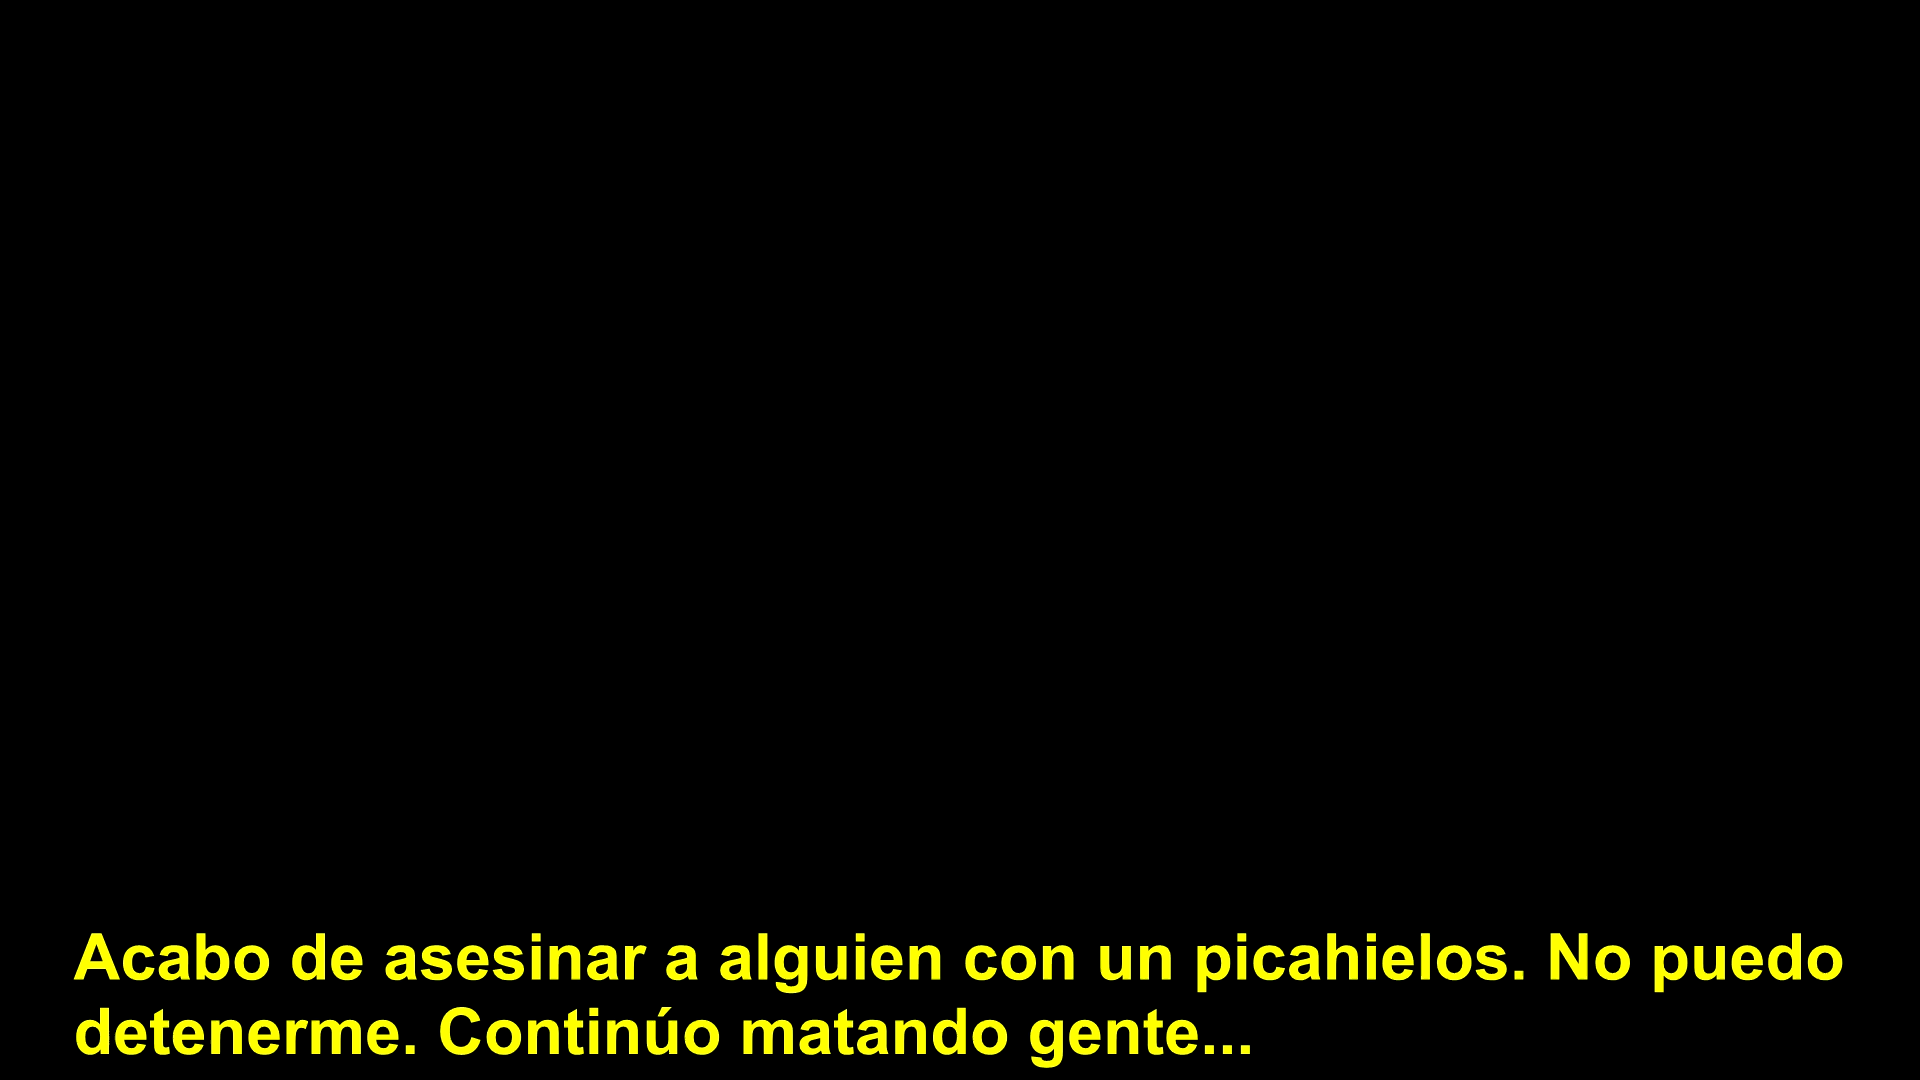 Acabo de asesinar a alguien con un picahielos. No puedo
detenerme. Continúo matando gente...